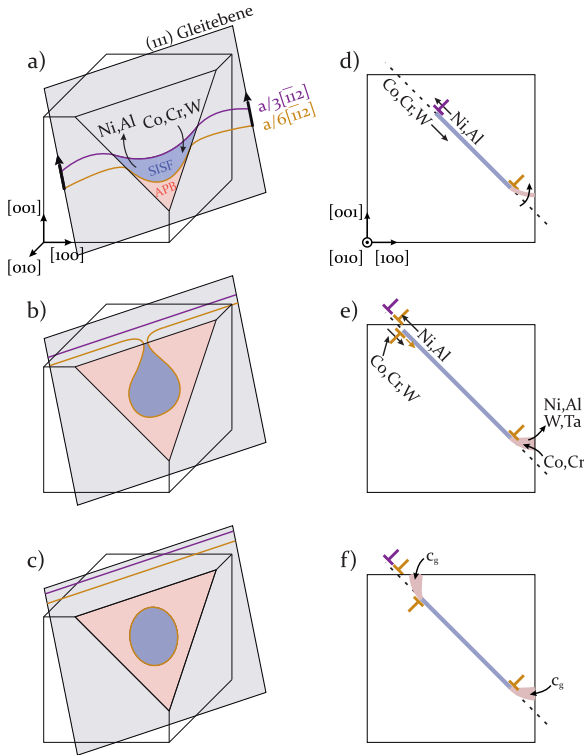 a)
(111) Gleitebene
Ni,Al
Co,Cr,W
a/3[112]
a/6[112]
SISF
APB
[001]
[010]
[100]
d)
Co,Cr,W
Ni,Al
[001]
[010]
[100]
b)
e)
Ni,Al
Co,Cr,W
Ni,Al
W,Ta
Co,Cr
c)
f)
c_g
c_g